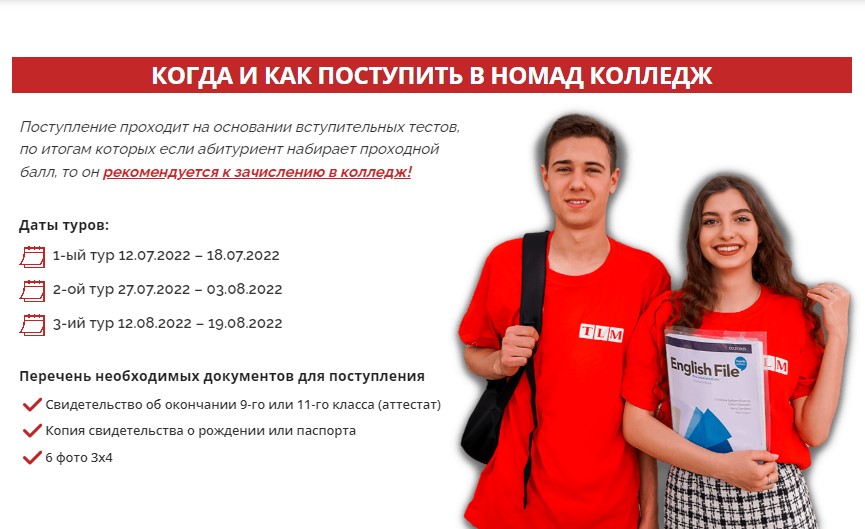 КОГДА И КАК ПОСТУПИТЬ В НОМАД КОЛЛЕДЖ
Поступление проходит на основании вступительных тестов,
по итогам которых если абитуриент набирает проходной
балл, то он рекомендуется к зачислению в колледж!
Даты туров:
1-ый тур 12.07.2022 – 18.07.2022
2-ой тур 27.07.2022 – 03.08.2022
3-ий тур 12.08.2022 – 19.08.2022
Перечень необходимых документов для поступления
Свидетельство об окончании 9-го или 11-го класса (аттестат)
Копия свидетельства о рождении или паспорта
6 фото 3х4
TLM
LM
OXFORD
English File